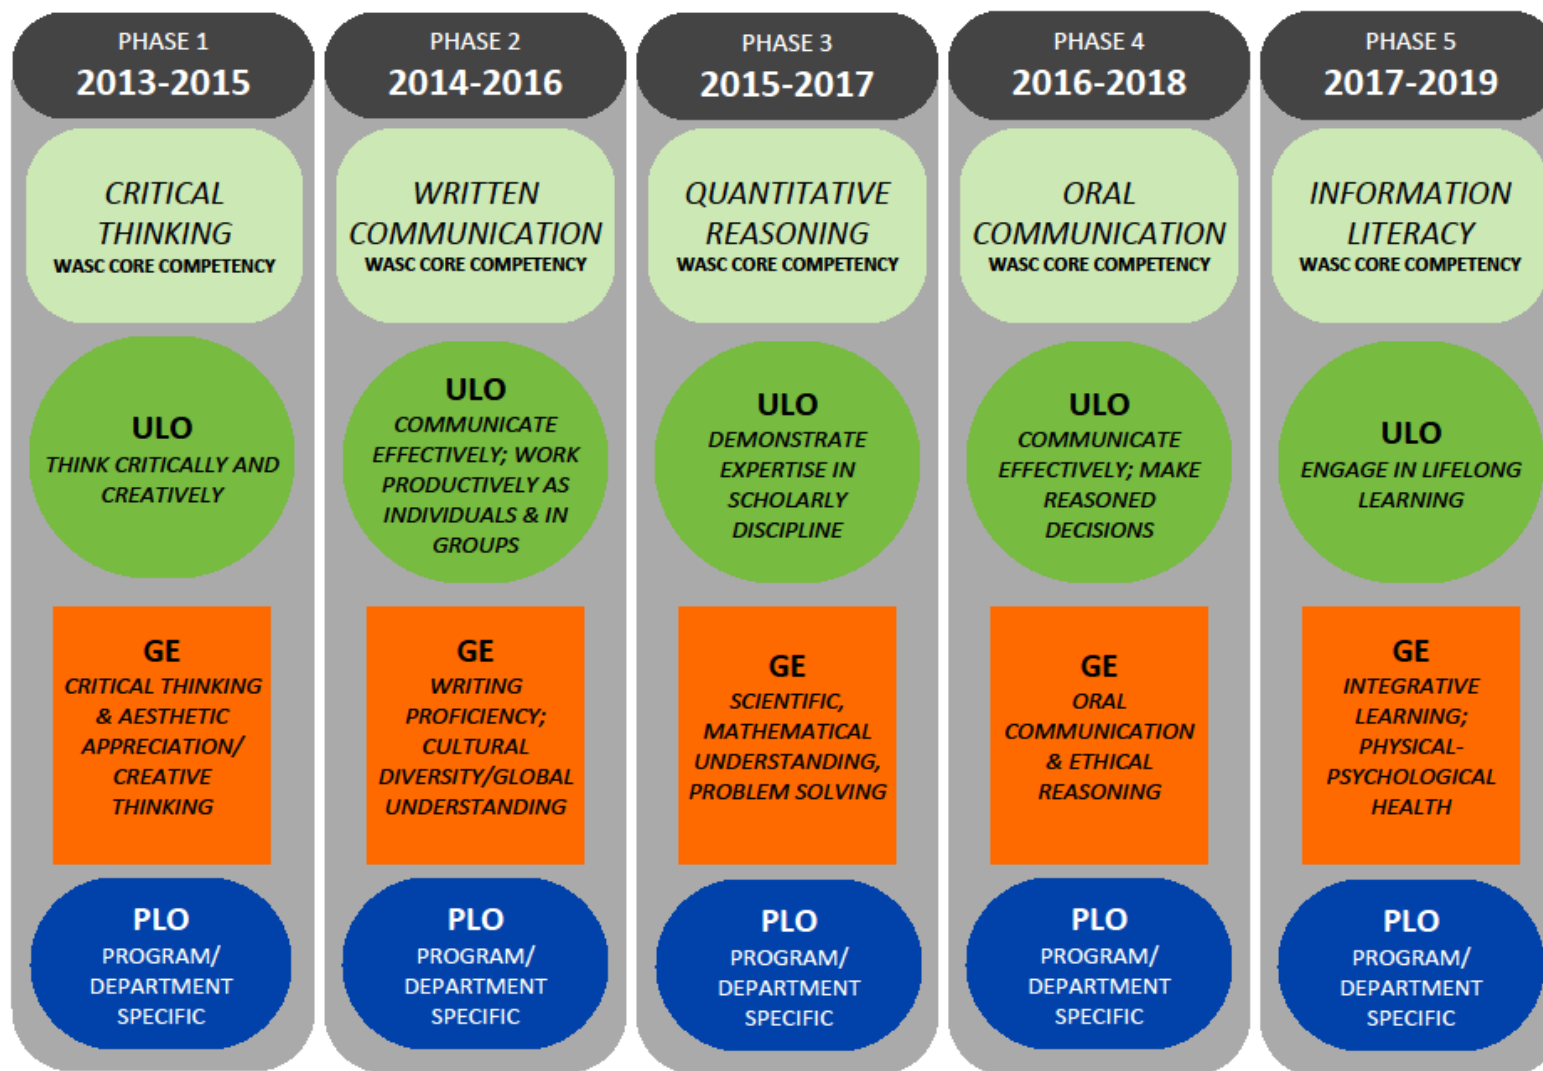 PHASE 1
2013-2015
CRITICAL
THINKING
WASC CORE COMPETENCY
ULO
THINK CRITICALLY AND
CREATIVELY
GE
CRITICAL THINKING
& AESTHETIC
APPRECIATION/
CREATIVE
THINKING
PLO
PROGRAM/
DEPARTMENT
SPECIFIC
PHASE 2
2014-2016
WRITTEN
COMMUNICATION
WASC CORE COMPETENCY
ULO
COMMUNICATE
EFFECTIVELY; WORK
PRODUCTIVELY AS
INDIVIDUALS & IN
GROUPS
GE
WRITING
PROFICIENCY;
CULTURAL
DIVERSITY/GLOBAL
UNDERSTANDING
PLO
PROGRAM/
DEPARTMENT
SPECIFIC
PHASE 3
2015-2017
QUANTITATIVE
REASONING
WASC CORE COMPETENCY
ULO
DEMONSTRATE
EXPERTISE IN
SCHOLARLY
DISCIPLINE
GE
SCIENTIFIC,
MATHEMATICAL
UNDERSTANDING,
PROBLEM SOLVING
PLO
PROGRAM/
DEPARTMENT
SPECIFIC
PHASE 4
2016-2018
ORAL
COMMUNICATION
WASC CORE COMPETENCY
ULO
COMMUNICATE
EFFECTIVELY; MAKE
REASONED
DECISIONS
GE
ORAL
COMMUNICATION
& ETHICAL
REASONING
PLO
PROGRAM/
DEPARTMENT
SPECIFIC
PHASE 5
2017-2019
INFORMATION
LITERACY
WASC CORE COMPETENCY
ULO
ENGAGE IN LIFELONG
LEARNING
GE
INTEGRATIVE
LEARNING;
PHYSICAL-
PSYCHOLOGICAL
HEALTH
PLO
PROGRAM/
DEPARTMENT
SPECIFIC